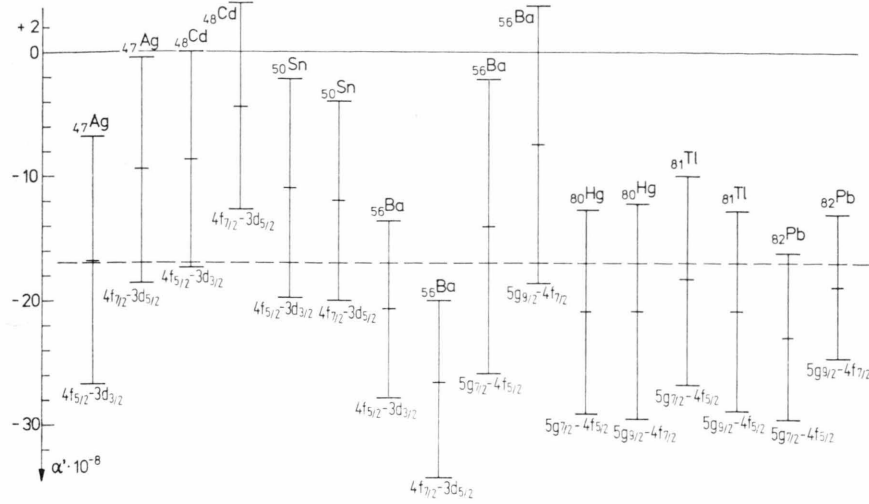 + 2
0
-10
-20
-30
α'·10⁻⁸
₄₇Ag
4f₅/₂-3d₃/₂
₄₇Ag
4f₇/₂-3d₅/₂
₄₈Cd
4f₅/₂-3d₃/₂
₄₈Cd
4f₇/₂-3d₅/₂
₅₀Sn
4f₅/₂-3d₃/₂
₅₀Sn
4f₇/₂-3d₅/₂
₅₆Ba
4f₅/₂-3d₃/₂
₅₆Ba
4f₇/₂-3d₅/₂
₅₆Ba
5g₇/₂-4f₅/₂
₅₆Ba
5g₉/₂-4f₇/₂
₈₀Hg
5g₇/₂-4f₅/₂
₈₀Hg
5g₉/₂-4f₇/₂
₈₁Tl
5g₇/₂-4f₅/₂
₈₁Tl
5g₉/₂-4f₅/₂
₈₂Pb
5g₇/₂-4f₅/₂
₈₂Pb
5g₉/₂-4f₇/₂